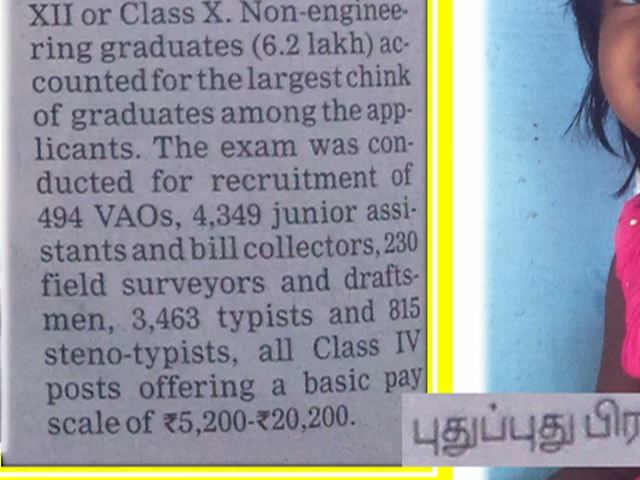 XII or Class X. Non-enginee-
ring graduates (6.2 lakh) ac-
counted for the largest chink
of graduates among the app-
licants. The exam was con-
ducted for recruitment of
494 VAOs, 4,349 junior assi-
stants and bill collectors, 230
field surveyors and drafts-
men, 3,463 typists and 815
steno-typists, all Class IV
posts offering a basic pay
scale of ₹5,200-₹20,200.
புதுப்புது